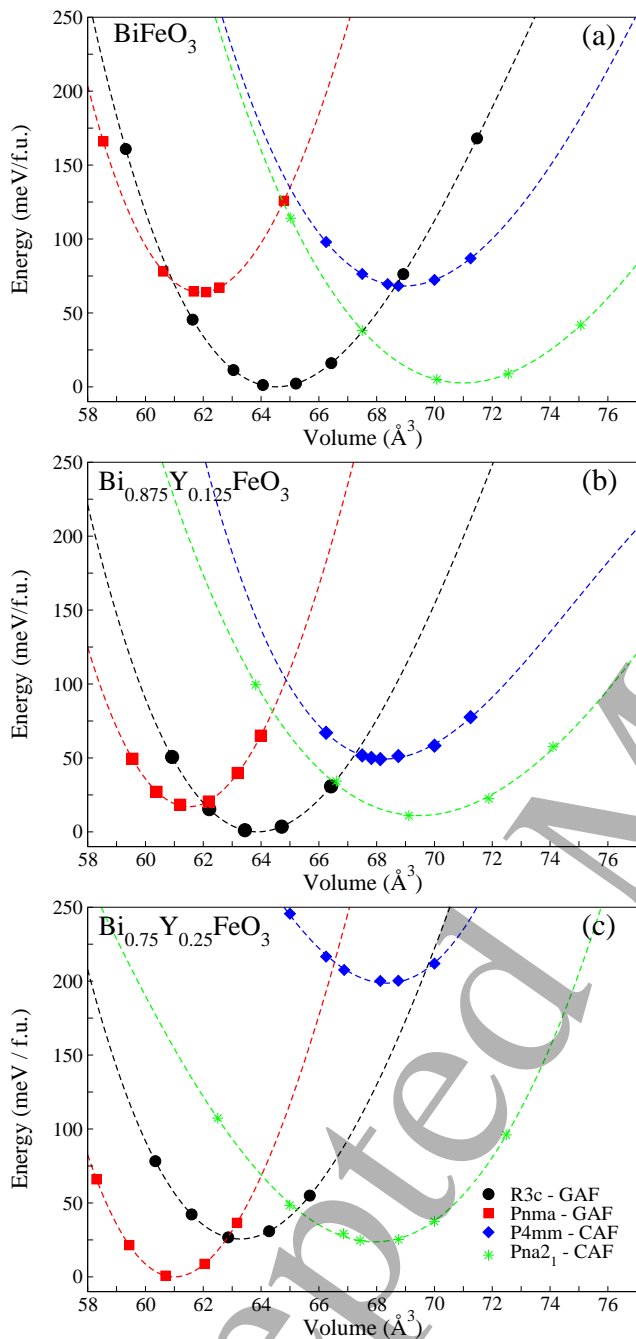 BiFeO₃
(a)
250
200
150
100
50
0
Energy (meV/f.u.)
58 60 62 64 66 68 70 72 74 76
Volume (Å³)
Bi₀.₈₇₅Y₀.₁₂₅FeO₃
(b)
250
200
150
100
50
0
Energy (meV/f.u.)
58 60 62 64 66 68 70 72 74 76
Volume (Å³)
Bi₀.₇₅Y₀.₂₅FeO₃
(c)
250
200
150
100
50
0
Energy (meV / f.u.)
R3c - GAF
Pnma - GAF
P4mm - CAF
Pna2₁ - CAF
58 60 62 64 66 68 70 72 74 76
Volume (Å³)
epted M